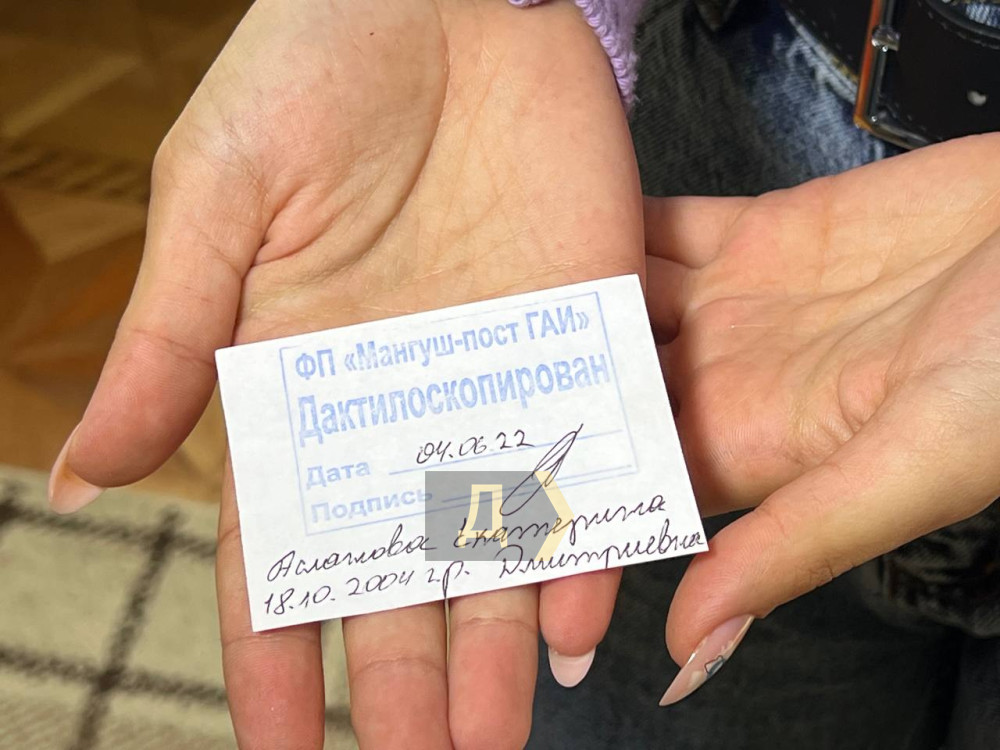 ФП «Мангуш-пост ГАИ»
Дактилоскопирован
Дата 04.06.22
Подпись
Д
Екатерина
18.10.2004 г.р. Дмитриевна